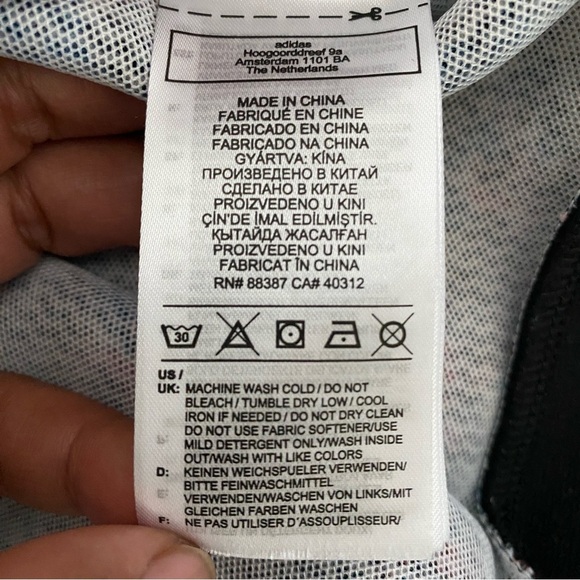 adidas
Hoogoorddreef 9a
Amsterdam 1101 BA
The Netherlands
MADE IN CHINA
FABRIQUÉ EN CHINE
FABRICADO EN CHINA
FABRICADO NA CHINA
GYÁRTVA: KÍNA
ПРОИЗВЕДЕНО В КИТАЙ
СДЕЛАНО В КИТАЕ
PROIZVEDENO U KINI
ÇİN'DE İMAL EDİLMİŞTİR.
ҚЫТАЙДА ЖАСАЛҒАН
PROIZVEDENO U KINI
FABRICAT ÎN CHINA
RN# 88387 CA# 40312
30
US /
UK: MACHINE WASH COLD / DO NOT
BLEACH / TUMBLE DRY LOW / COOL
IRON IF NEEDED / DO NOT DRY CLEAN
DO NOT USE FABRIC SOFTENER/USE
MILD DETERGENT ONLY/WASH INSIDE
OUT/WASH WITH LIKE COLORS
D: KEINEN WEICHSPUELER VERWENDEN/
BITTE FEINWASCHMITTEL
VERWENDEN/WASCHEN VON LINKS/MIT
GLEICHEN FARBEN WASCHEN
F: NE PAS UTILISER D'ASSOUPLISSEUR/